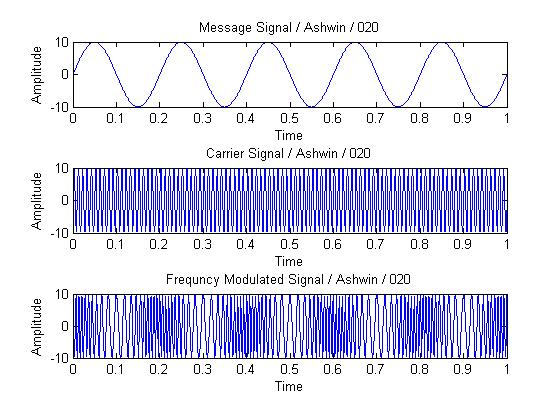 Message Signal / Ashwin / 020
10
0
-10
Amplitude
0 0.1 0.2 0.3 0.4 0.5 0.6 0.7 0.8 0.9 1
Time
Carrier Signal / Ashwin / 020
10
0
-10
Amplitude
0 0.1 0.2 0.3 0.4 0.5 0.6 0.7 0.8 0.9 1
Time
Frequncy Modulated Signal / Ashwin / 020
10
0
-10
Amplitude
0 0.1 0.2 0.3 0.4 0.5 0.6 0.7 0.8 0.9 1
Time